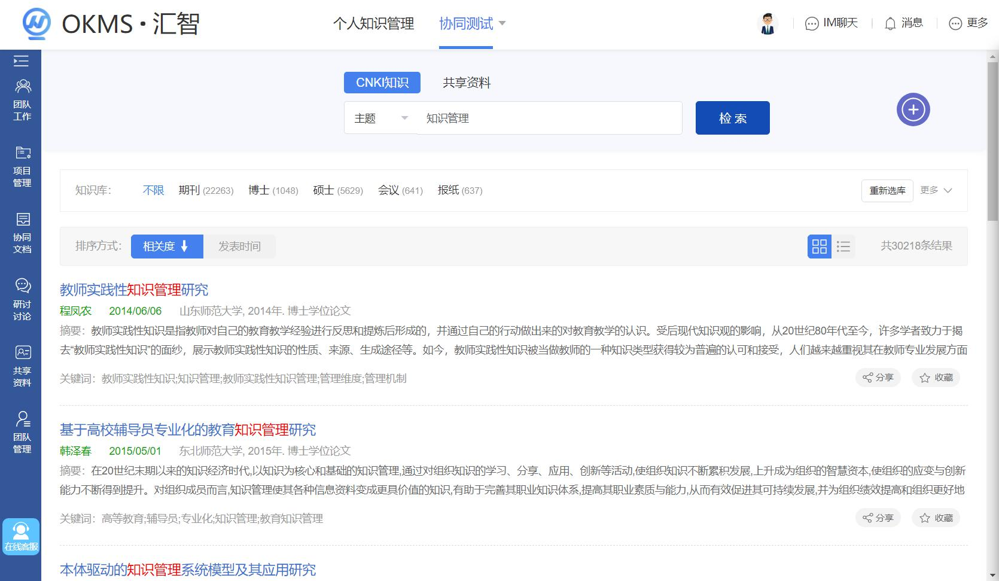 OKMS · 汇智
个人知识管理 协同测试
IM聊天 消息 更多
团队
工作
项目
管理
协同
文档
研讨
讨论
共享
资料
团队
管理
在线客服
CNKI知识 共享资料
主题 知识管理 检索
知识库： 不限 期刊 (22263) 博士 (1048) 硕士 (5629) 会议 (641) 报纸 (637) 重新选库 更多
排序方式： 相关度 发表时间 共30218条结果
教师实践性知识管理研究
程凤农 2014/06/06 山东师范大学, 2014年. 博士学位论文
摘要：教师实践性知识是指教师对自己的教育教学经验进行反思和提炼后形成的，并通过自己的行动做出来的对教育教学的认识。受后现代知识观的影响，从20世纪80年代至今，许多学者致力于揭
去“教师实践性知识”的面纱，展示教师实践性知识的性质、来源、生成途径等。如今，教师实践性知识被当做教师的一种知识类型获得较为普遍的认可和接受，人们越来越重视其在教师专业发展方面
关键词：教师实践性知识;知识管理;教师实践性知识管理;管理维度;管理机制 分享 收藏
基于高校辅导员专业化的教育知识管理研究
韩泽春 2015/05/01 东北师范大学, 2015年. 博士学位论文
摘要：在20世纪末期以来的知识经济时代,以知识为核心和基础的知识管理,通过对组织知识的学习、分享、应用、创新等活动,使组织知识不断累积发展,上升成为组织的智慧资本,使组织的应变与创新
能力不断得到提升。对组织成员而言,知识管理使其各种信息资料变成更具价值的知识,有助于完善其职业知识体系,提高其职业素质与能力,从而有效促进其可持续发展,并为组织绩效提高和组织更好地
关键词：高等教育;辅导员;专业化;知识管理;教育知识管理 分享 收藏
本体驱动的知识管理系统模型及其应用研究